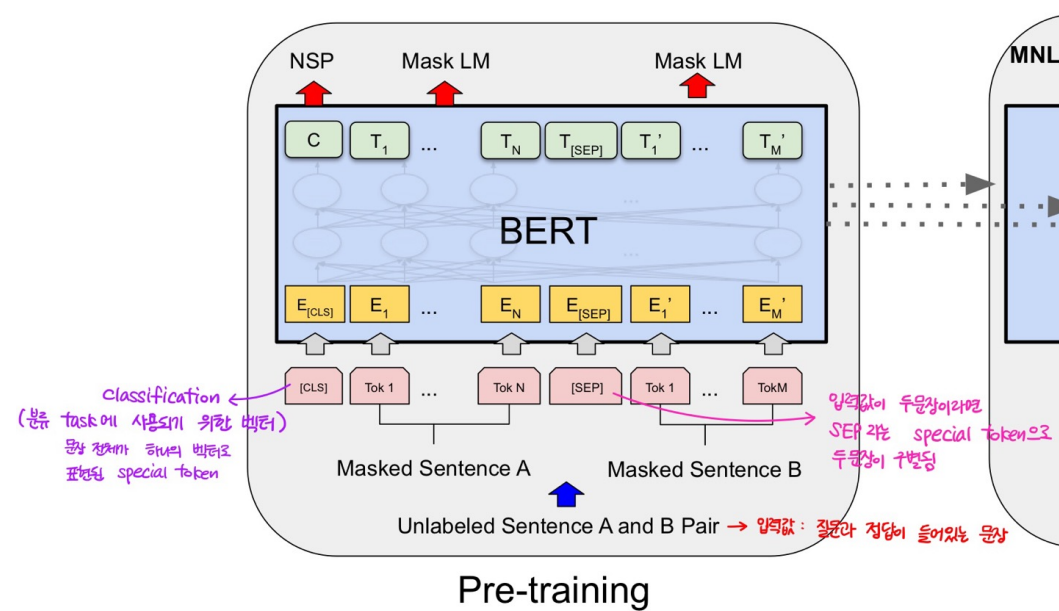 NSP Mask LM Mask LM
MNL
C T1 ... TN T[SEP] T1' ... TM'
BERT
E[CLS] E1 ... EN E[SEP] E1' ... EM'
[CLS] Tok 1 ... Tok N [SEP] Tok 1 ... TokM
classification
(분류 task에 사용되기 위한 벡터)
문장 전체가 하나의 벡터로
표현된 special token
입력값이 두문장이라면
SEP 라는 special token으로
두문장이 구별됨
Masked Sentence A Masked Sentence B
Unlabeled Sentence A and B Pair → 입력값 : 질문과 정답이 들어있는 문장
Pre-training